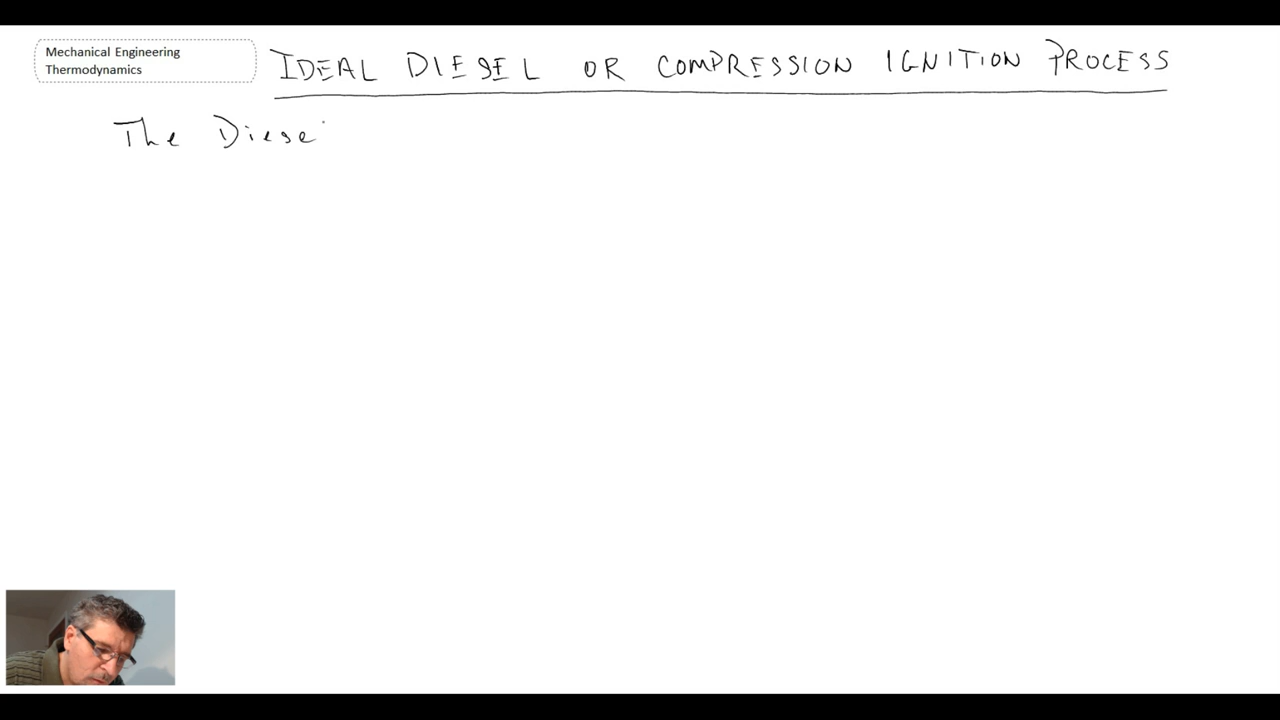 Mechanical Engineering
Thermodynamics
IDEAL DIESEL OR COMPRESSION IGNITION PROCESS
The Diese